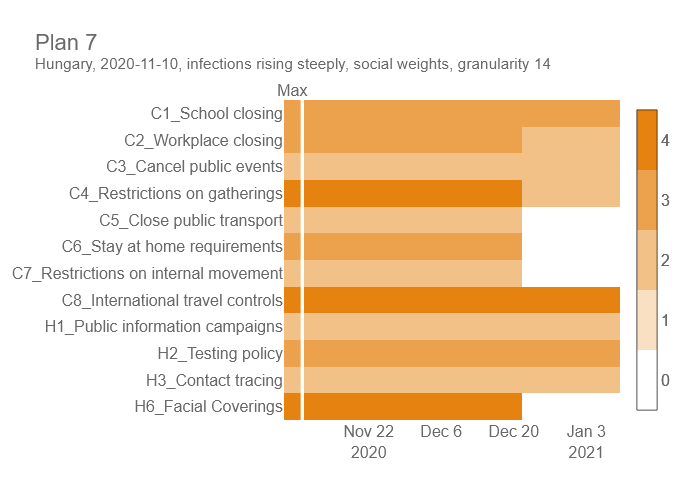 Plan 7
Hungary, 2020-11-10, infections rising steeply, social weights, granularity 14
Max
C1_School closing
C2_Workplace closing
C3_Cancel public events
C4_Restrictions on gatherings
C5_Close public transport
C6_Stay at home requirements
C7_Restrictions on internal movement
C8_International travel controls
H1_Public information campaigns
H2_Testing policy
H3_Contact tracing
H6_Facial Coverings
Nov 22 Dec 6 Dec 20 Jan 3
2020 2021
4
3
2
1
0